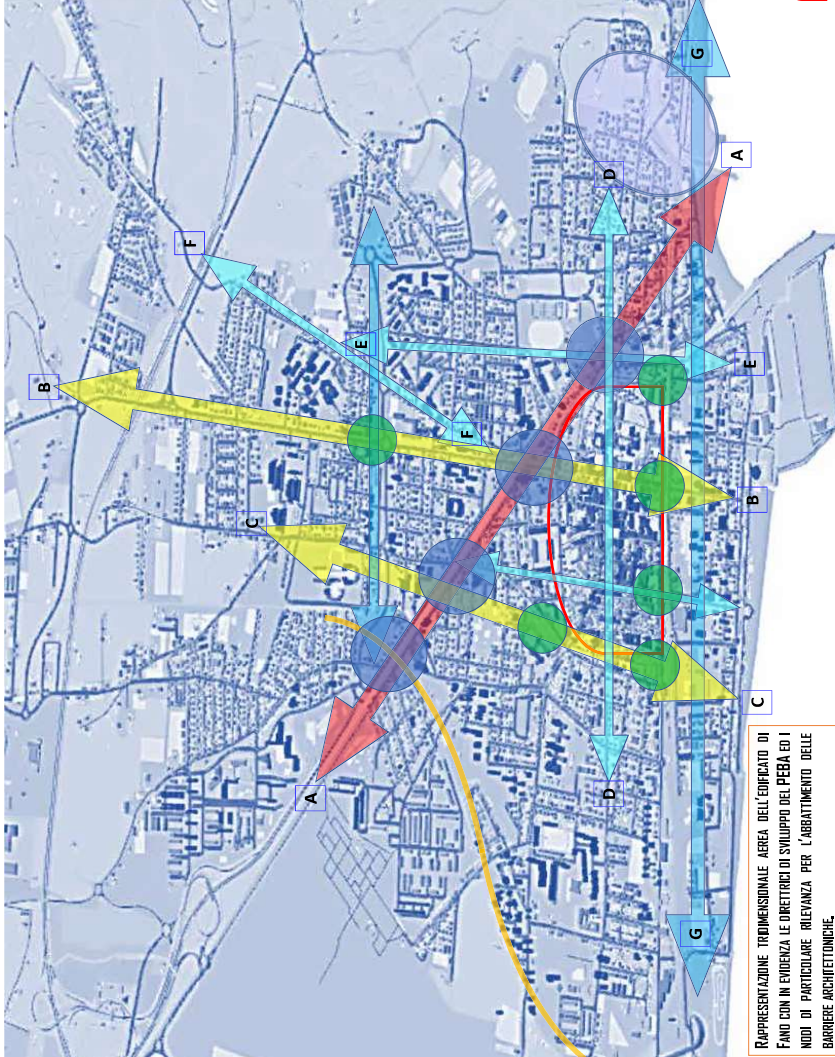 G
A
D
F
E
B
E
F
B
C
C
A
D
G
RAPPRESENTAZIONE TRIDIMENSIONALE AEREA DELL'EDIFICATO DI
FANO CON IN EVIDENZA LE DIRETTRICI DI SVILUPPO DEL PEBA ED I
NODI DI PARTICOLARE RILEVANZA PER L'ABBATTIMENTO DELLE
BARRIERE ARCHITETTONICHE.